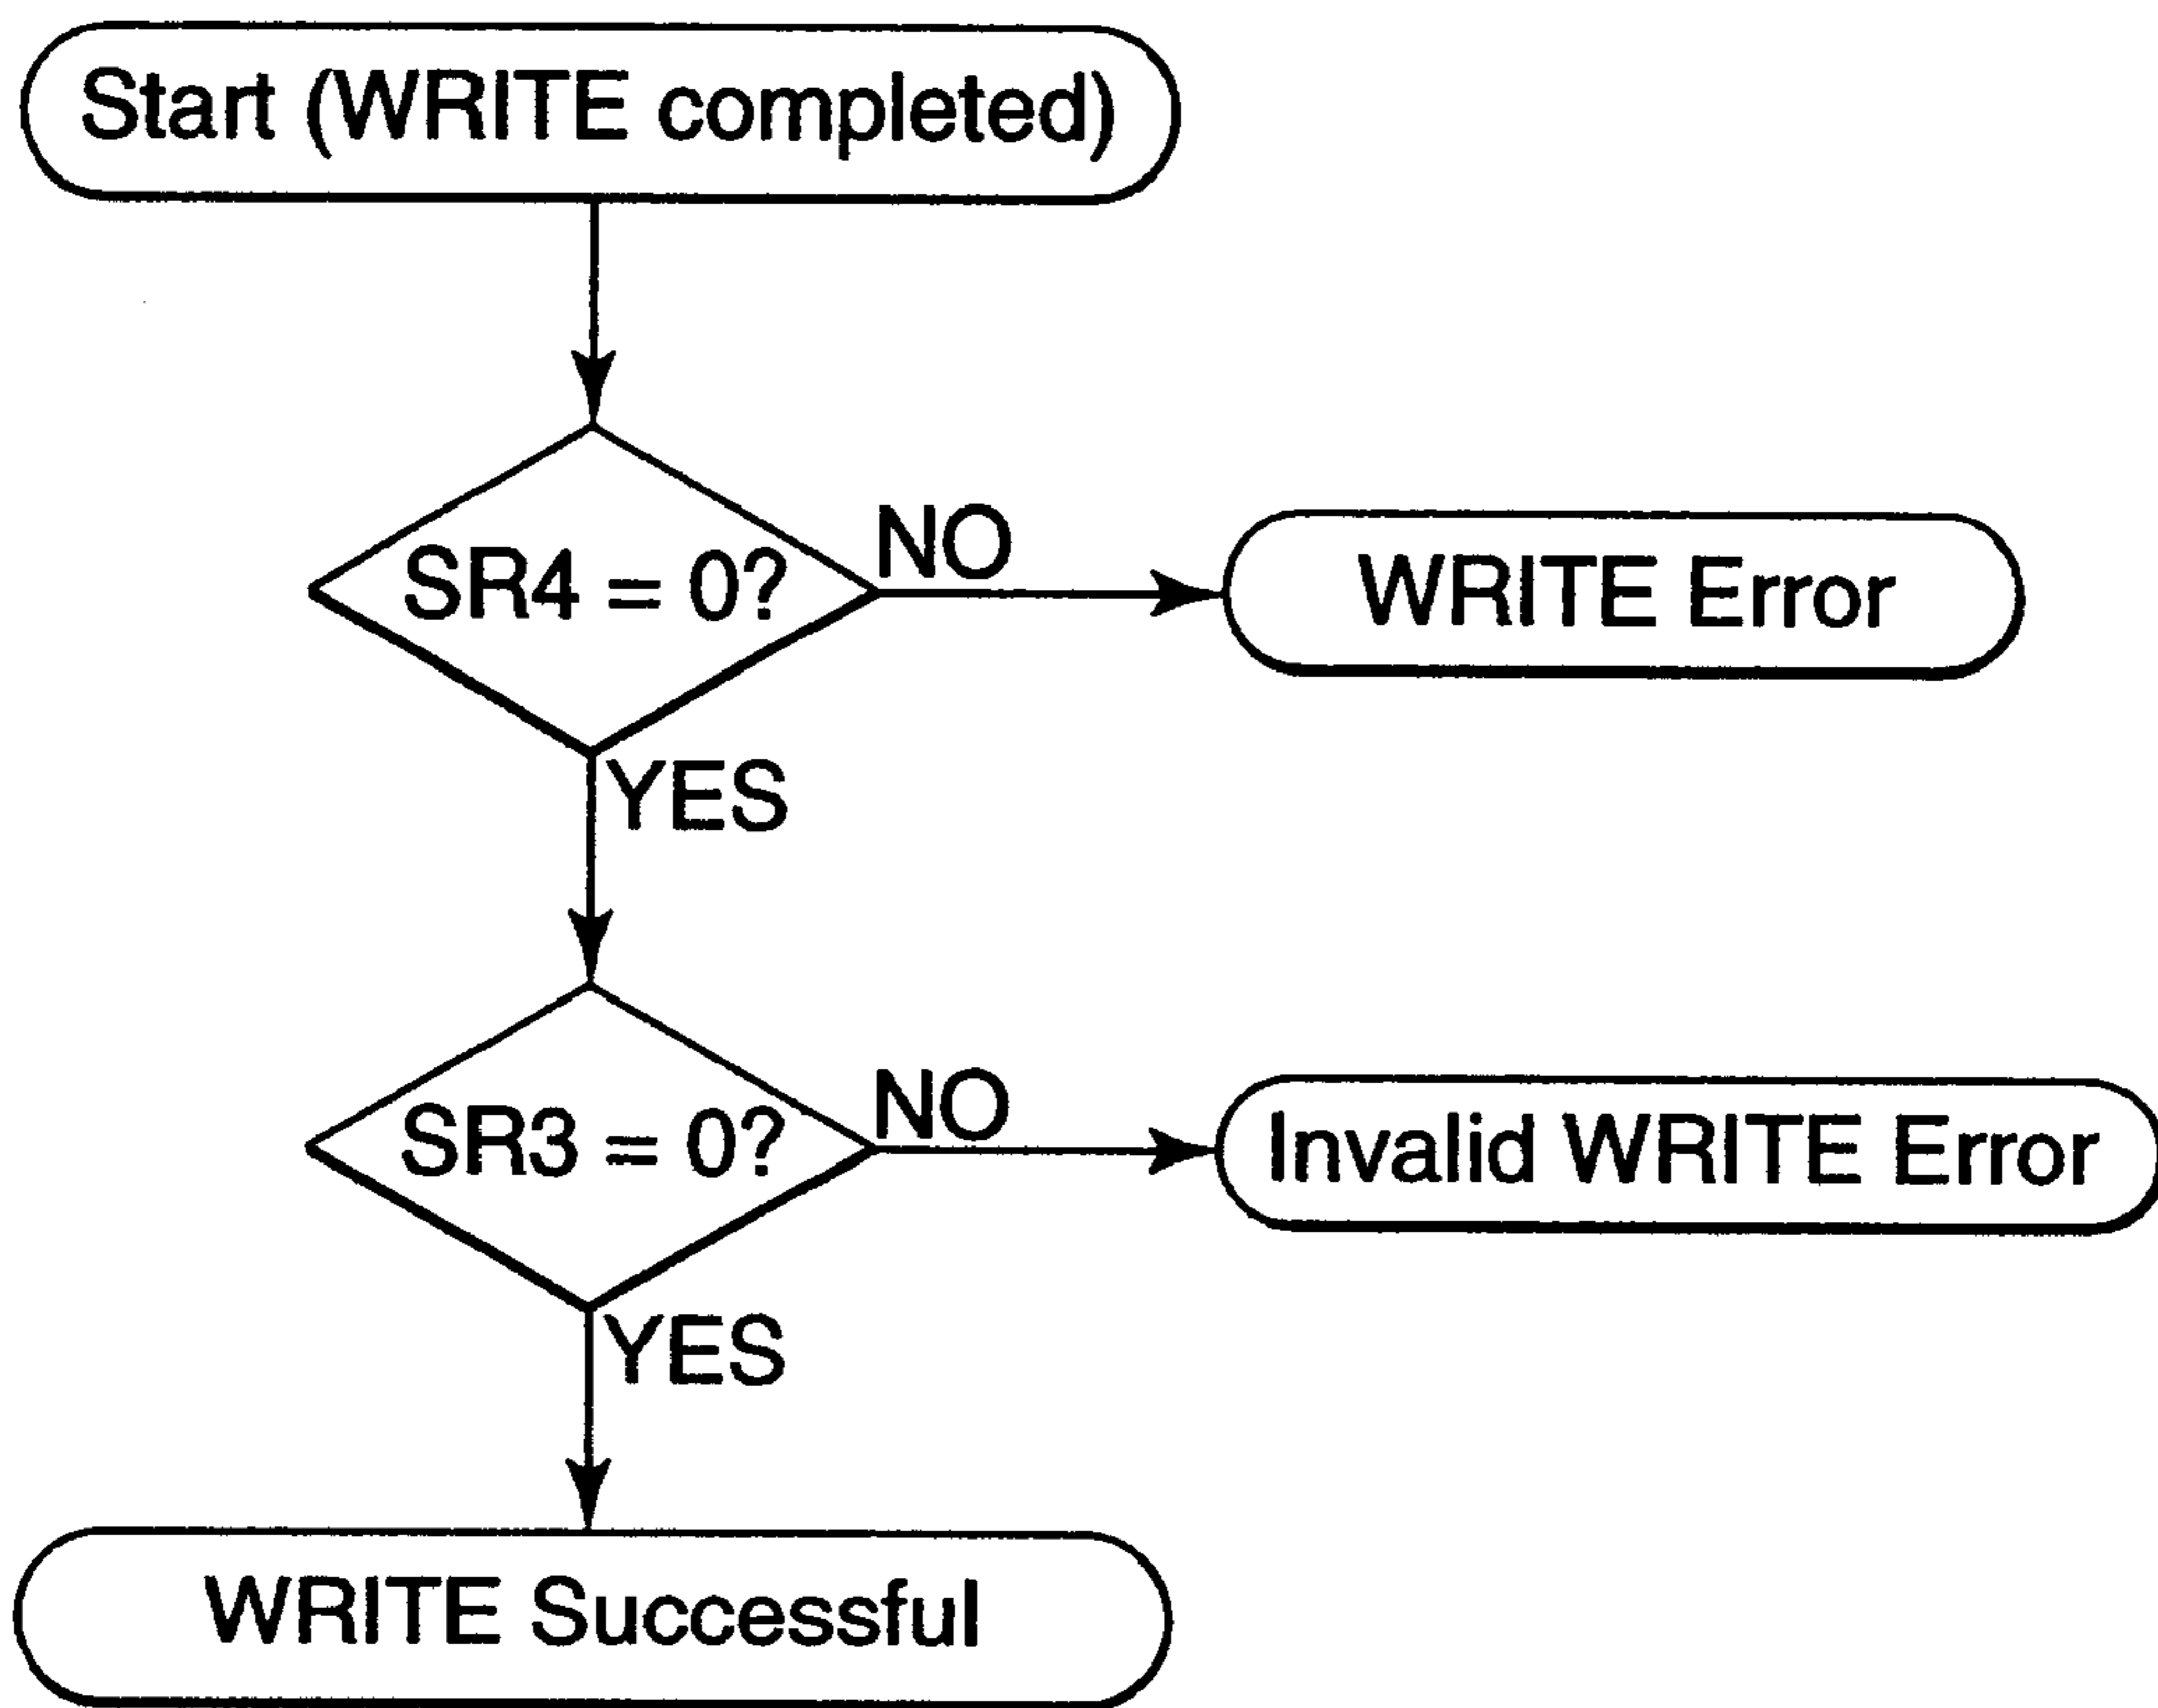 Start (WRITE completed)
SR4 = 0?
NO
WRITE Error
YES
SR3 = 0?
NO
Invalid WRITE Error
YES
WRITE Successful